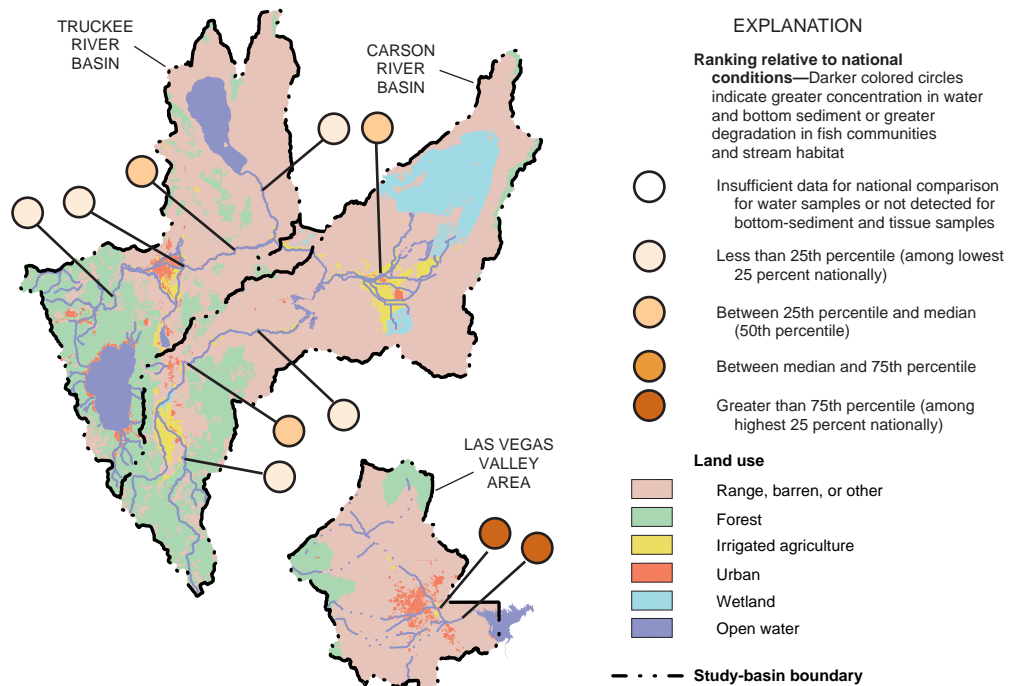 TRUCKEE
RIVER
BASIN
CARSON
RIVER
BASIN
LAS VEGAS
VALLEY
AREA
EXPLANATION
Ranking relative to national
conditions—Darker colored circles
indicate greater concentration in water
and bottom sediment or greater
degradation in fish communities
and stream habitat
Insufficient data for national comparison
for water samples or not detected for
bottom-sediment and tissue samples
Less than 25th percentile (among lowest
25 percent nationally)
Between 25th percentile and median
(50th percentile)
Between median and 75th percentile
Greater than 75th percentile (among
highest 25 percent nationally)
Land use
Range, barren, or other
Forest
Irrigated agriculture
Urban
Wetland
Open water
Study-basin boundary